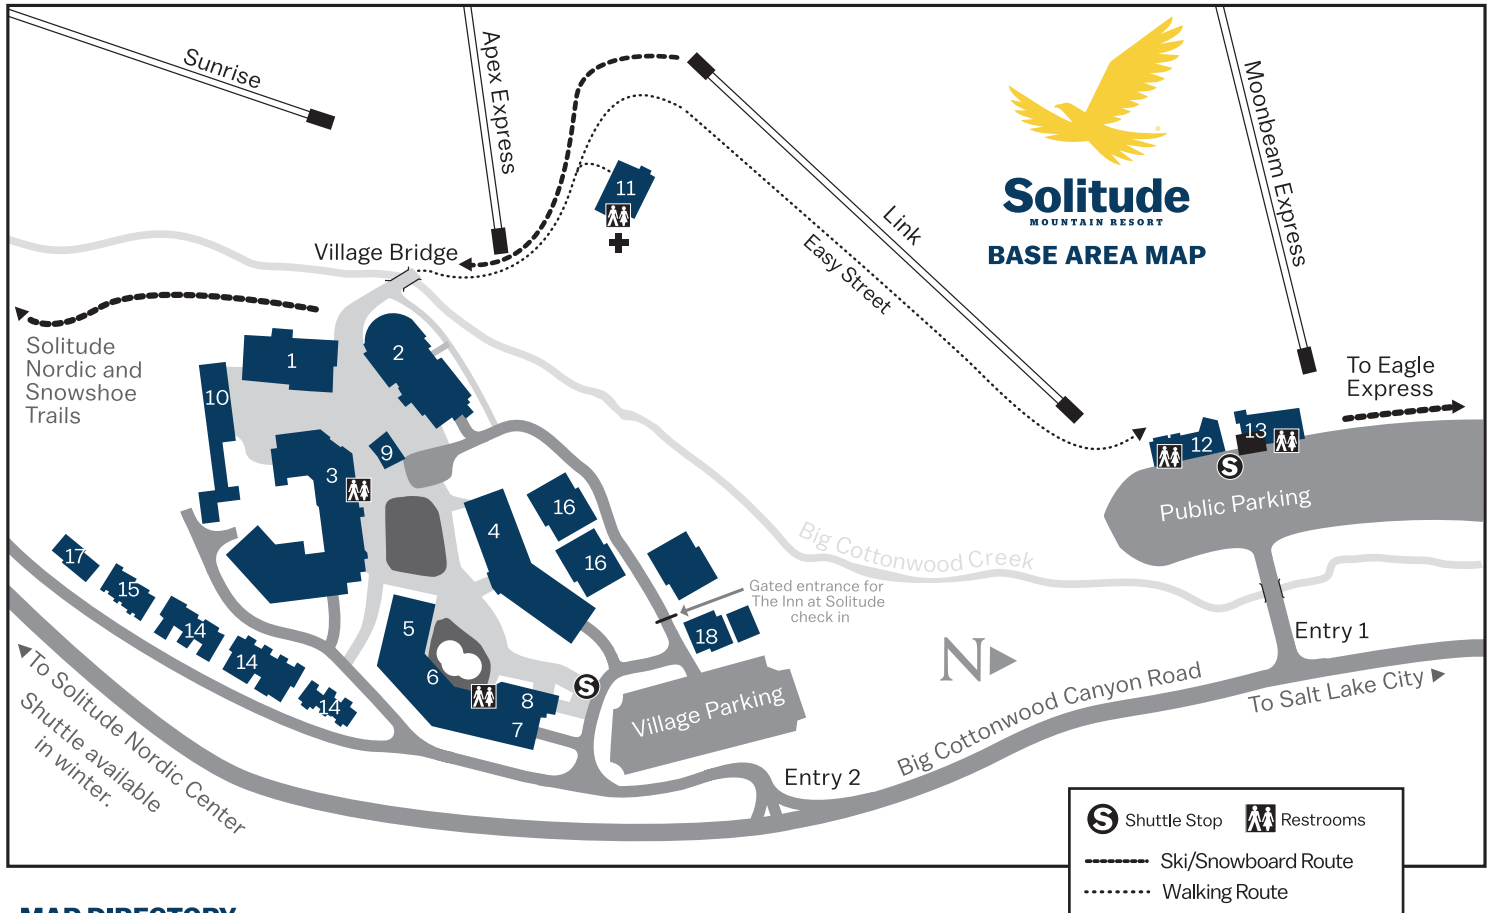 Sunrise
Apex Express
Moonbeam Express
Solitude
MOUNTAIN RESORT
BASE AREA MAP
11
Link
Easy Street
Village Bridge
Solitude
Nordic and
Snowshoe
Trails
To Eagle
Express
1
2
10
9
3
12
13
S
Public Parking
4
16
16
Big Cottonwood Creek
Gated entrance for
The Inn at Solitude
check in
17
15
14
14
14
5
6
8
7
S
18
N
Entry 1
Village Parking
To Solitude Nordic Center
Shuttle available
in winter.
Big Cottonwood Canyon Road
To Salt Lake City
Entry 2
S Shuttle Stop
Restrooms
Ski/Snowboard Route
Walking Route
MAP DIRECTORY